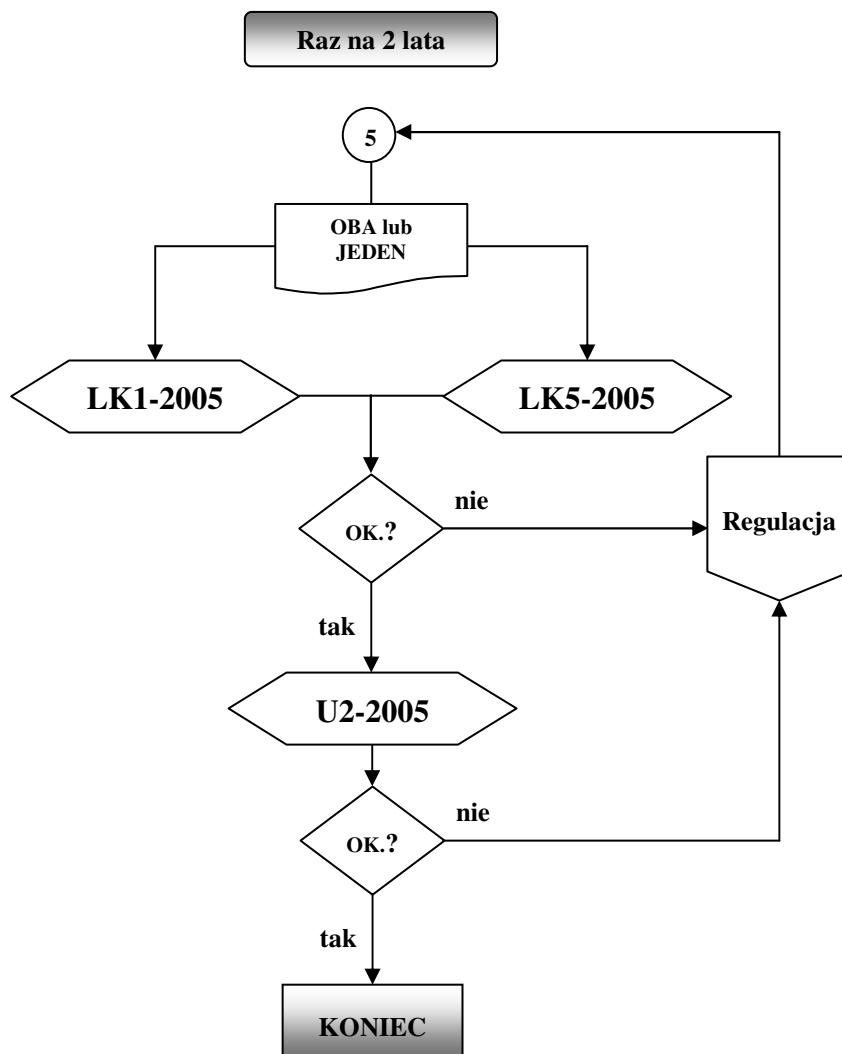 Raz na 2 lata
5
OBA lub
JEDEN
LK1-2005
LK5-2005
OK.?
nie
Regulacja
tak
U2-2005
OK.?
nie
tak
KONIEC